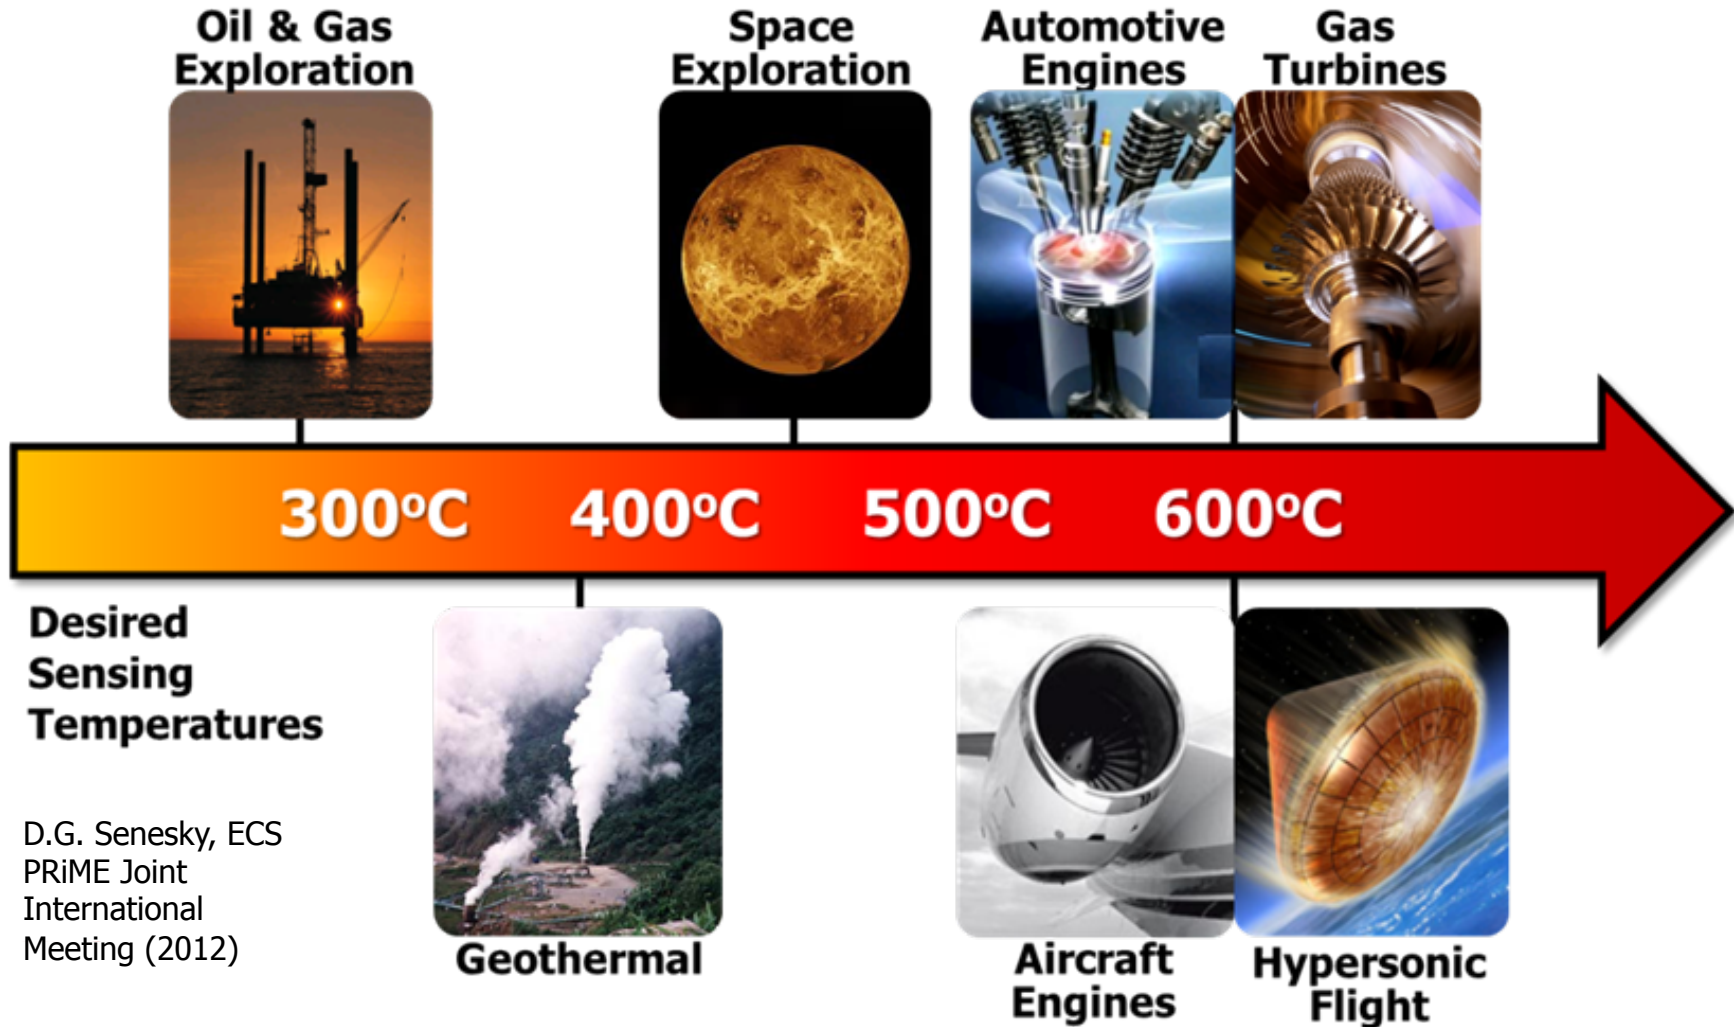 Oil & Gas
Exploration
Space
Exploration
Automotive
Engines
Gas
Turbines
300ºC
400ºC
500ºC
600ºC
Desired
Sensing
Temperatures
D.G. Senesky, ECS
PRiME Joint
International
Meeting (2012)
Geothermal
Aircraft
Engines
Hypersonic
Flight